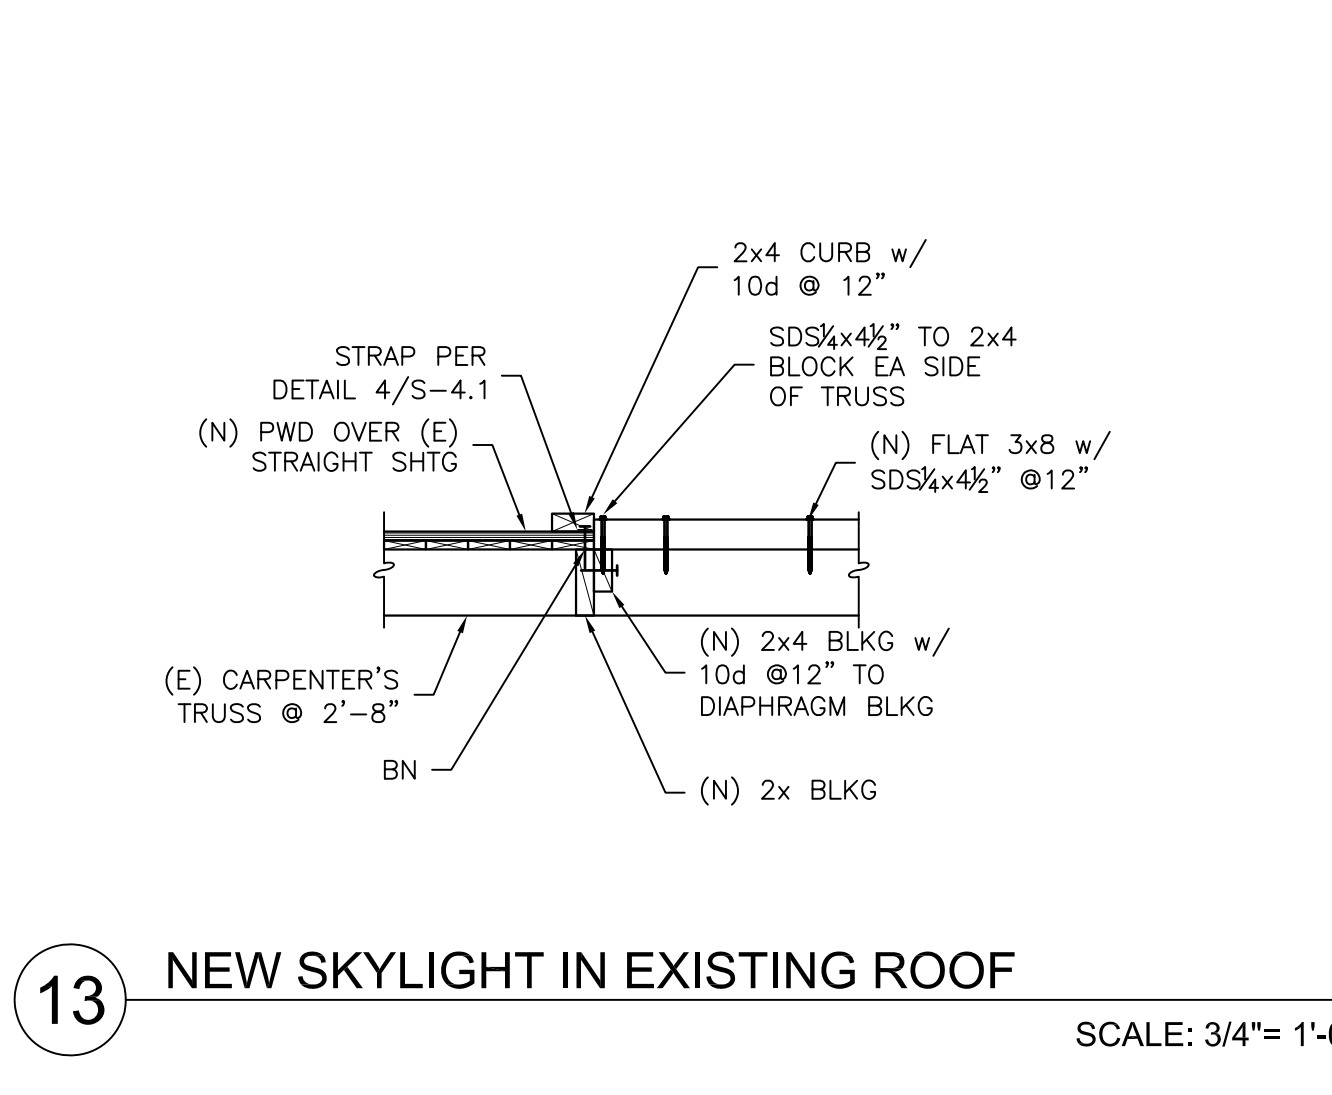 2x4 CURB w/
10d @ 12"
SDS¼x4½" TO 2x4
BLOCK EA SIDE
OF TRUSS
STRAP PER
DETAIL 4/S-4.1
(N) PWD OVER (E)
STRAIGHT SHTG
(N) FLAT 3x8 w/
SDS¼x4½" @12"
(E) CARPENTER'S
TRUSS @ 2'-8"
BN
(N) 2x4 BLKG w/
10d @12" TO
DIAPHRAGM BLKG
(N) 2x BLKG
13
NEW SKYLIGHT IN EXISTING ROOF
SCALE: 3/4"= 1'-